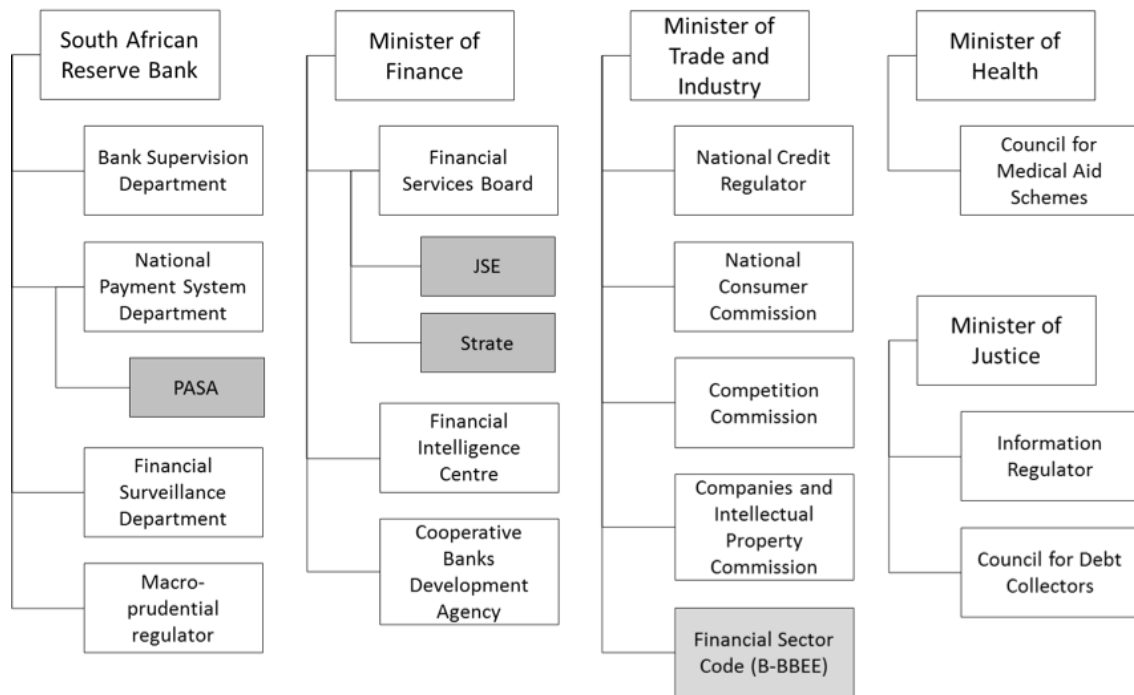 South African
Reserve Bank
Bank Supervision
Department
National
Payment System
Department
PASA
Financial
Surveillance
Department
Macro-
prudential
regulator
Minister of
Finance
Financial
Services Board
JSE
Strate
Financial
Intelligence
Centre
Cooperative
Banks
Development
Agency
Minister of
Trade and
Industry
National Credit
Regulator
National
Consumer
Commission
Competition
Commission
Companies and
Intellectual
Property
Commission
Financial Sector
Code (B-BBEE)
Minister of
Health
Council for
Medical Aid
Schemes
Minister of
Justice
Information
Regulator
Council for Debt
Collectors